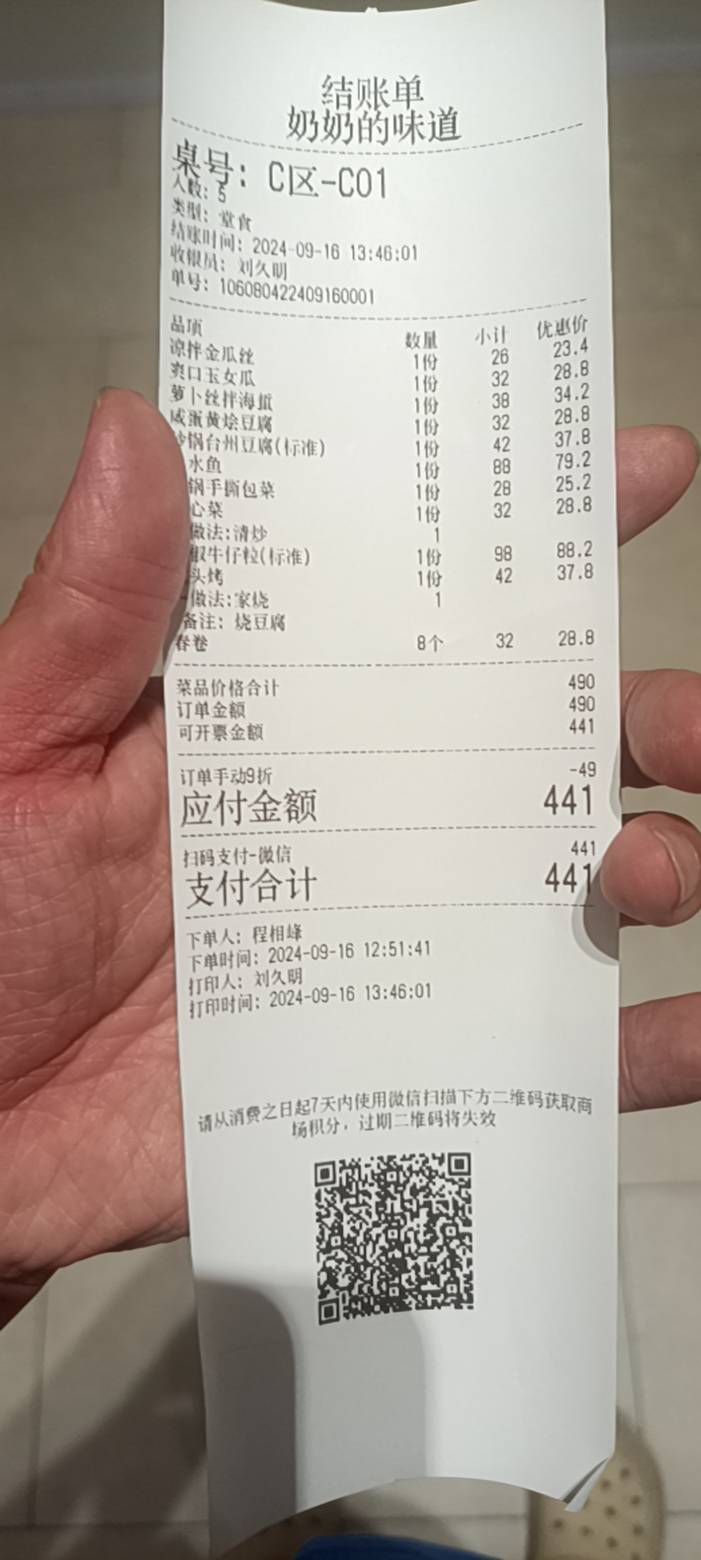 结账单
奶奶的味道
桌号: C区-C01
人数: 5
类型: 堂食
结账时间: 2024-09-16 13:46:01
收银员: 刘久明
单号: 106080422409160001
品项 数量 小计 优惠价
凉拌金瓜丝 1份 26 23.4
爽口玉女瓜 1份 32 28.8
萝卜丝拌海蜇 1份 38 34.2
咸蛋黄烩豆腐 1份 32 28.8
砂锅台州豆腐(标准) 1份 42 37.8
水鱼 1份 88 79.2
锅手撕包菜 1份 28 25.2
心菜 1份 32 28.8
做法:清炒 1
椒牛仔粒(标准) 1份 98 88.2
头烤 1份 42 37.8
-做法:家烧 1
备注: 烧豆腐
春卷 8个 32 28.8
菜品价格合计 490
订单金额 490
可开票金额 441
订单手动9折 -49
应付金额 441
扫码支付-微信 441
支付合计 441
下单人: 程相峰
下单时间: 2024-09-16 12:51:41
打印人: 刘久明
打印时间: 2024-09-16 13:46:01
请从消费之日起7天内使用微信扫描下方二维码获取商
场积分，过期二维码将失效